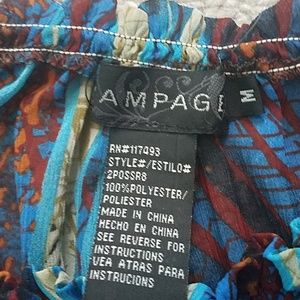 AMPAGE
M
RN#117493
STYLE#/ESTILO#
2POSSR8
100%POLYESTER/
POLIESTER
MADE IN CHINA
HECHO EN CHINA
SEE REVERSE FOR
INSTRUCTIONS
VEA ATRAS PARA
INSTRUCIONS